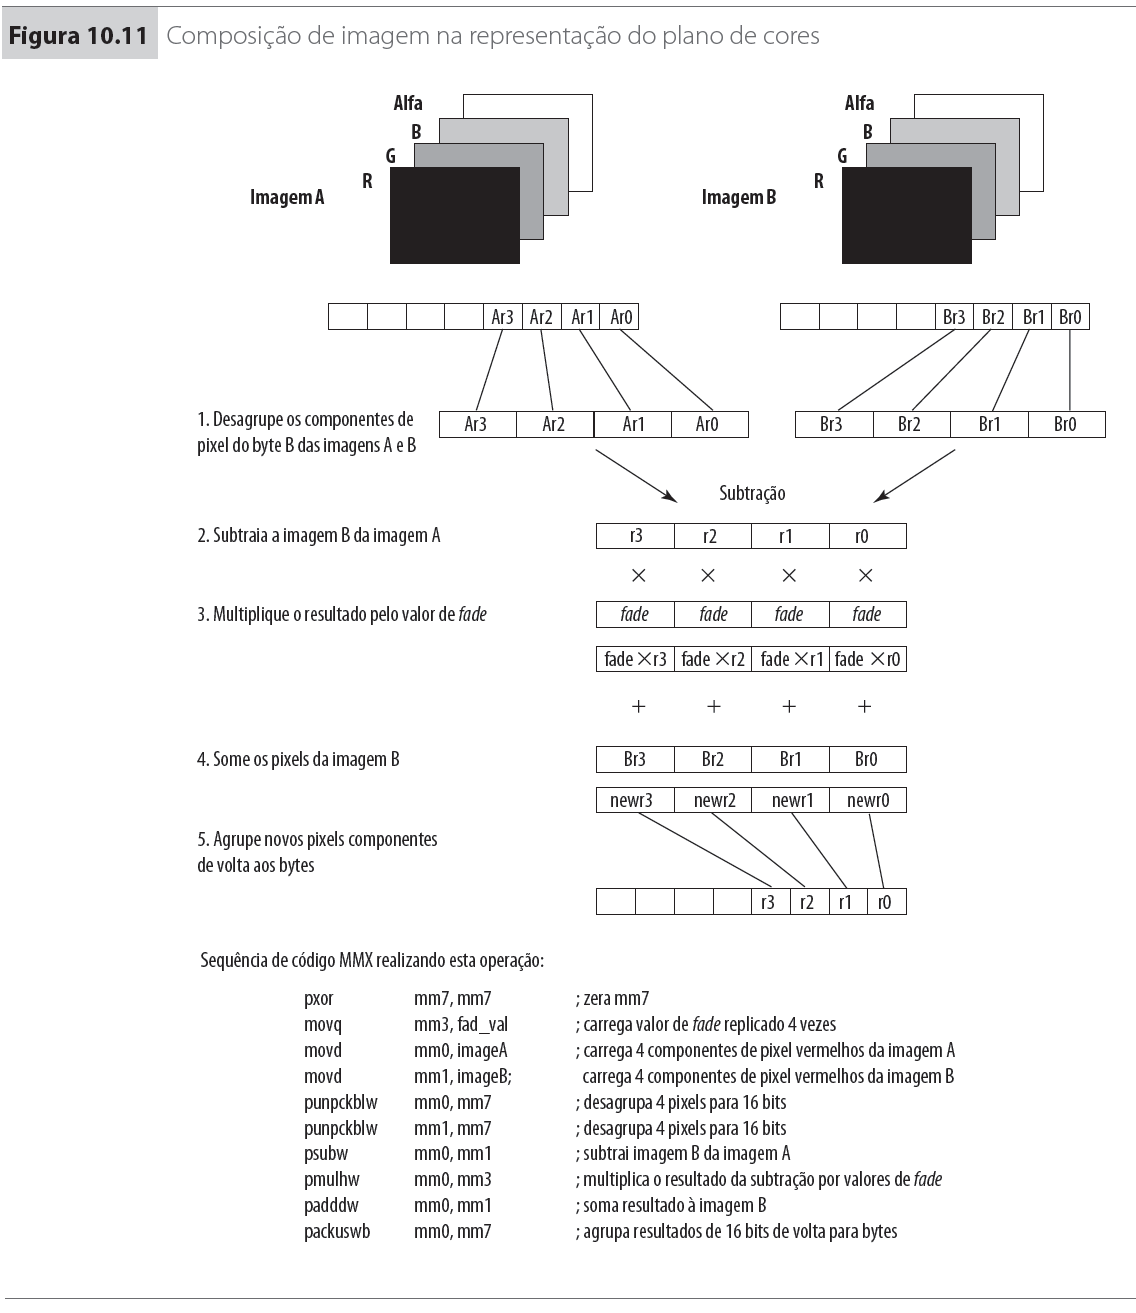 Figura 10.11 Composição de imagem na representação do plano de cores
Alfa
B
G
R
Imagem A
Alfa
B
G
R
Imagem B
Ar3 Ar2 Ar1 Ar0
Br3 Br2 Br1 Br0
1. Desagrupe os componentes de
pixel do byte B das imagens A e B
Ar3 Ar2 Ar1 Ar0
Br3 Br2 Br1 Br0
Subtração
2. Subtraia a imagem B da imagem A
r3 r2 r1 r0
× × × ×
3. Multiplique o resultado pelo valor de fade
fade fade fade fade
fade ×r3 fade ×r2 fade ×r1 fade ×r0
+ + + +
4. Some os pixels da imagem B
Br3 Br2 Br1 Br0
newr3 newr2 newr1 newr0
5. Agrupe novos pixels componentes
de volta aos bytes
r3 r2 r1 r0
Sequência de código MMX realizando esta operação:
pxor mm7, mm7 ; zera mm7
movq mm3, fad_val ; carrega valor de fade replicado 4 vezes
movd mm0, imageA ; carrega 4 componentes de pixel vermelhos da imagem A
movd mm1, imageB; carrega 4 componentes de pixel vermelhos da imagem B
punpckblw mm0, mm7 ; desagrupa 4 pixels para 16 bits
punpckblw mm1, mm7 ; desagrupa 4 pixels para 16 bits
psubw mm0, mm1 ; subtrai imagem B da imagem A
pmulhw mm0, mm3 ; multiplica o resultado da subtração por valores de fade
padddw mm0, mm1 ; soma resultado à imagem B
packuswb mm0, mm7 ; agrupa resultados de 16 bits de volta para bytes